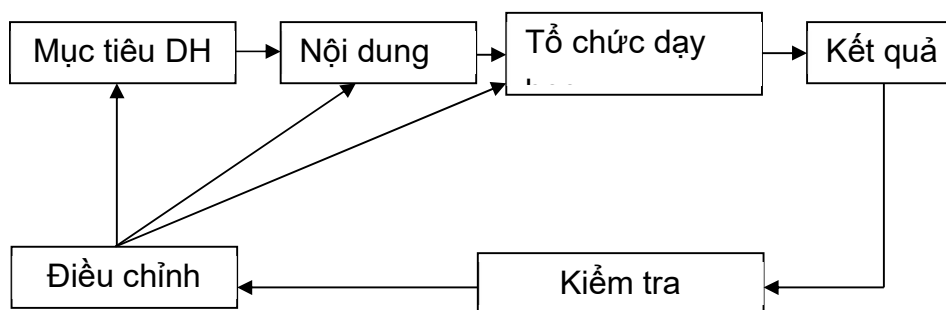 Mục tiêu DH
Nội dung
Tổ chức dạy
Kết quả
Điều chỉnh
Kiểm tra